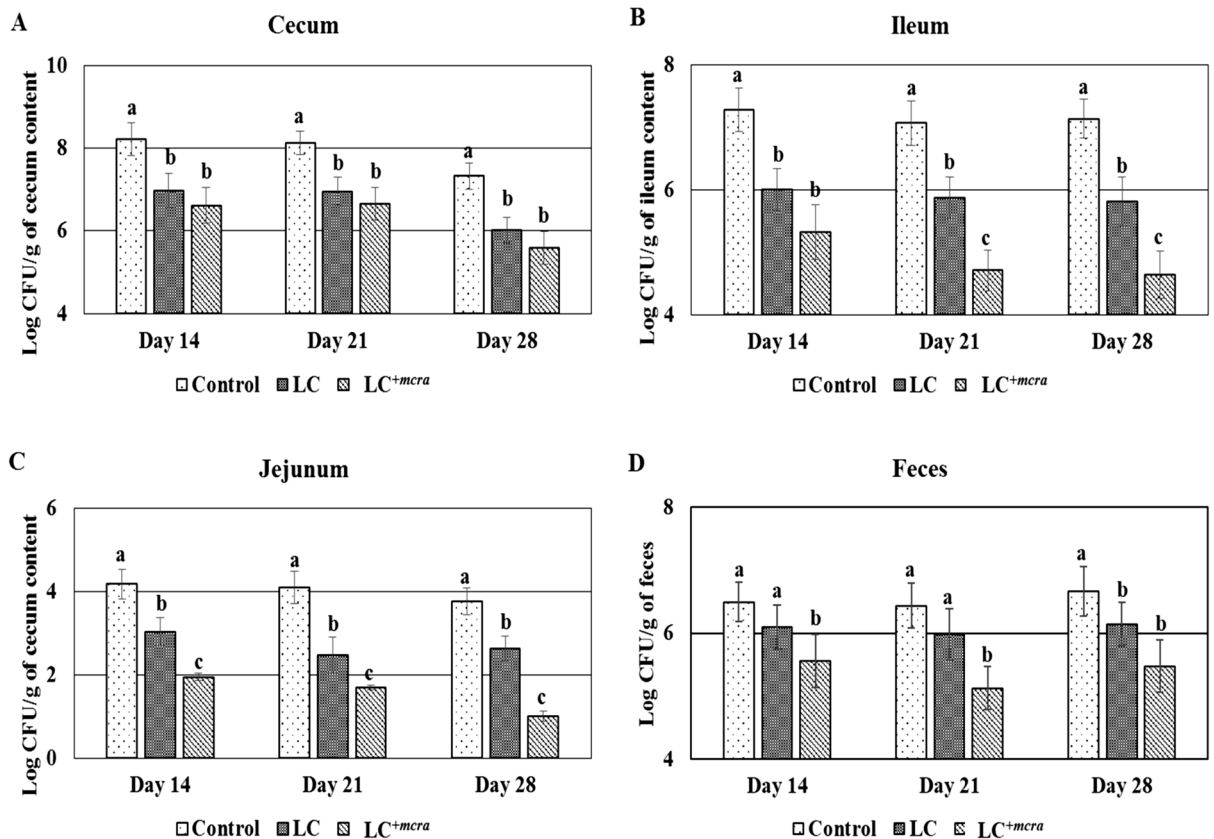 A
Cecum
Log CFU/g of cecum content
10
8
6
4
a
b
b
a
b
b
a
b
b
Day 14
Day 21
Day 28
Control LC LC+mcra
B
Ileum
Log CFU/g of ileum content
8
6
4
a
b
b
a
b
c
a
b
c
Day 14
Day 21
Day 28
Control LC LC+mcra
C
Jejunum
Log CFU/g of cecum content
6
4
2
0
a
b
c
a
b
c
a
b
c
Day 14
Day 21
Day 28
Control LC LC+mcra
D
Feces
Log CFU/g of feces
8
6
4
a
a
b
a
a
b
a
b
b
Day 14
Day 21
Day 28
Control LC LC+mcra